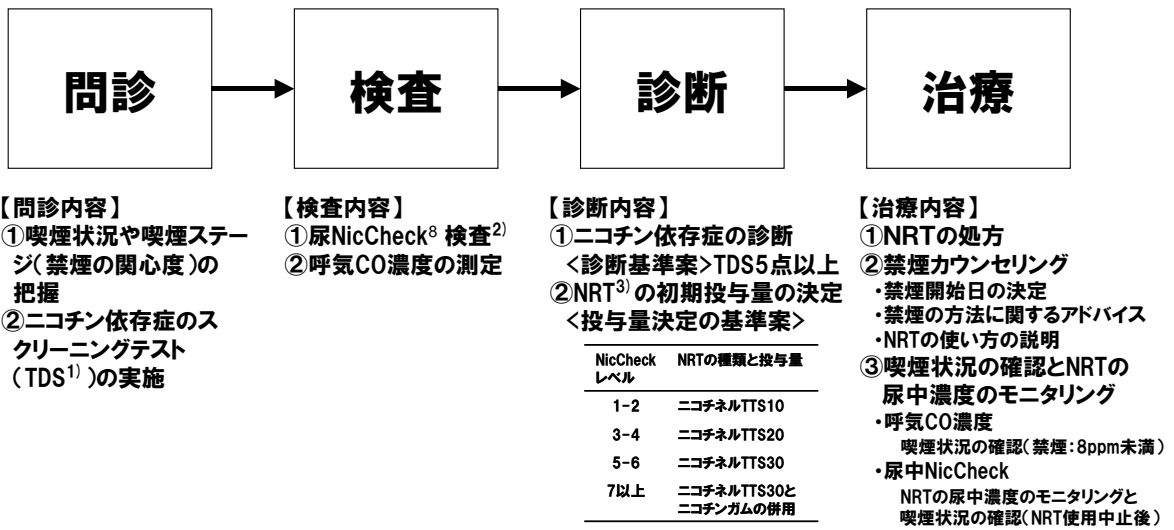 問診
検査
診断
治療
【問診内容】
①喫煙状況や喫煙ステー
ジ(禁煙の関心度)の
把握
②ニコチン依存症のス
クリーニングテスト
(TDS1))の実施
【検査内容】
①尿NicCheck8 検査2)
②呼気CO濃度の測定
【診断内容】
①ニコチン依存症の診断
<診断基準案>TDS5点以上
②NRT3)の初期投与量の決定
<投与量決定の基準案>
NicCheck NRTの種類と投与量
レベル
1-2 ニコチネルTTS10
3-4 ニコチネルTTS20
5-6 ニコチネルTTS30
7以上 ニコチネルTTS30と
ニコチンガムの併用
【治療内容】
①NRTの処方
②禁煙カウンセリング
・禁煙開始日の決定
・禁煙の方法に関するアドバイス
・NRTの使い方の説明
③喫煙状況の確認とNRTの
尿中濃度のモニタリング
・呼気CO濃度
喫煙状況の確認(禁煙:8ppm未満)
・尿中NicCheck
NRTの尿中濃度のモニタリングと
喫煙状況の確認(NRT使用中止後)